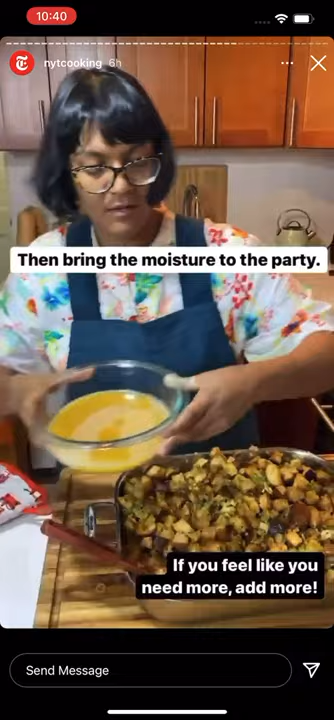 10:40
nytcooking 6h
Then bring the moisture to the party.
If you feel like you
need more, add more!
Send Message